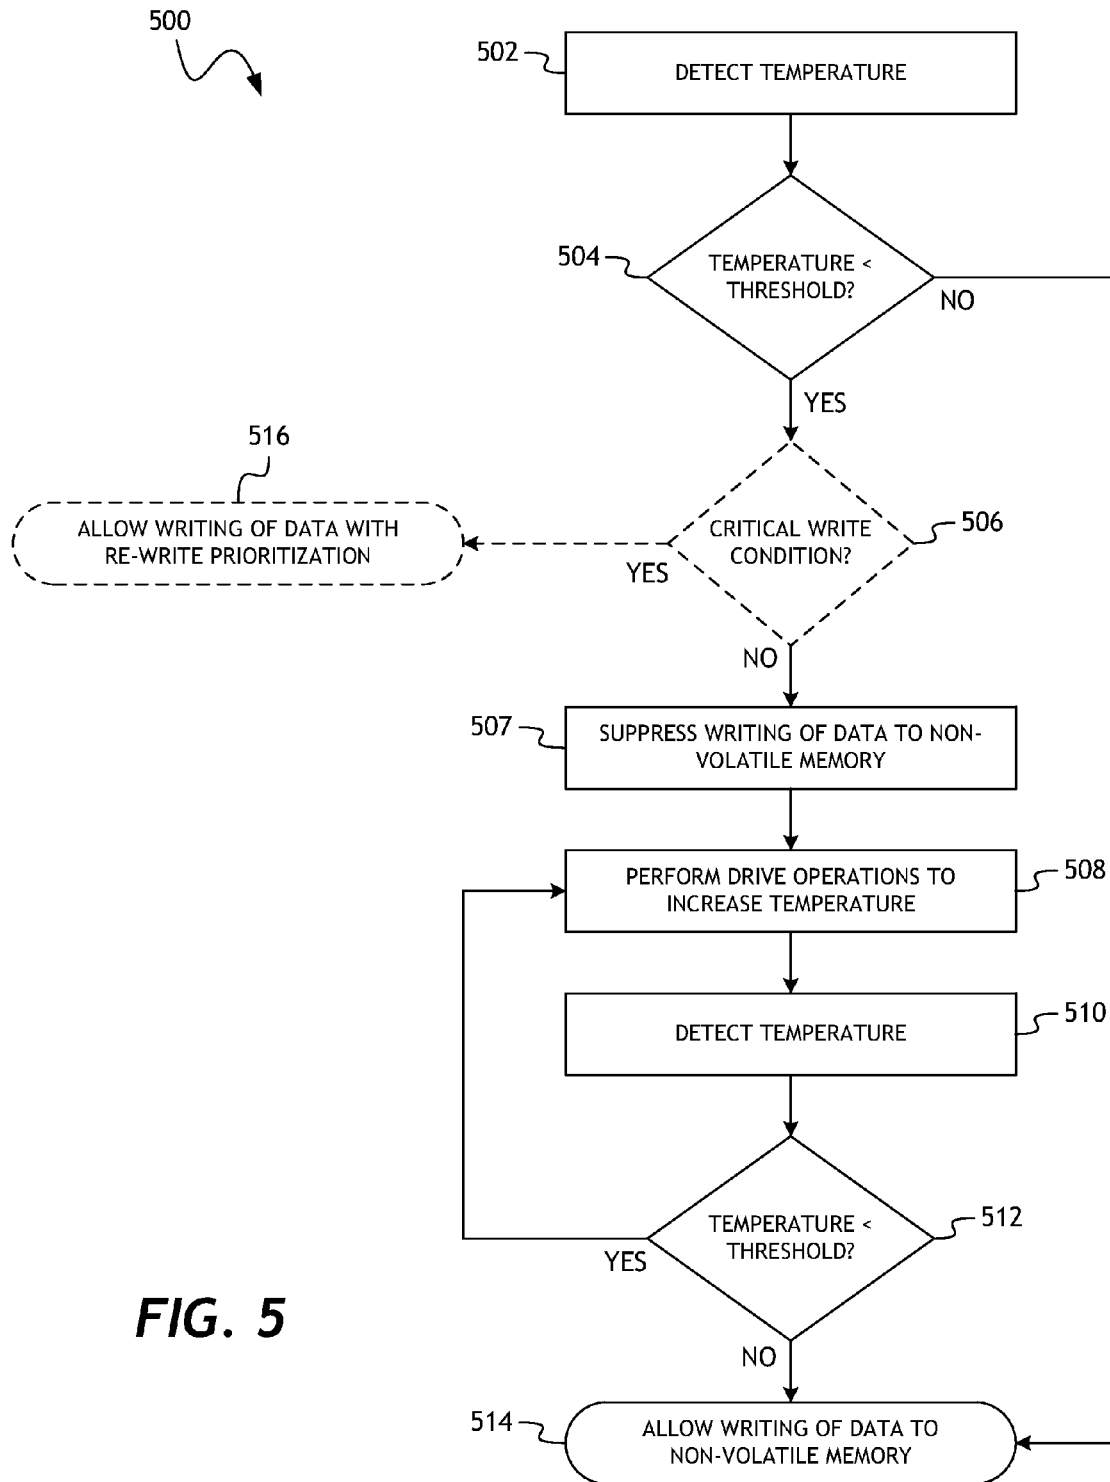 500
502
DETECT TEMPERATURE
504
TEMPERATURE <
THRESHOLD?
NO
YES
516
ALLOW WRITING OF DATA WITH
RE-WRITE PRIORITIZATION
CRITICAL WRITE
CONDITION?
506
YES
NO
507
SUPPRESS WRITING OF DATA TO NON-
VOLATILE MEMORY
PERFORM DRIVE OPERATIONS TO
INCREASE TEMPERATURE
508
DETECT TEMPERATURE
510
TEMPERATURE <
THRESHOLD?
512
YES
NO
FIG. 5
514
ALLOW WRITING OF DATA TO
NON-VOLATILE MEMORY